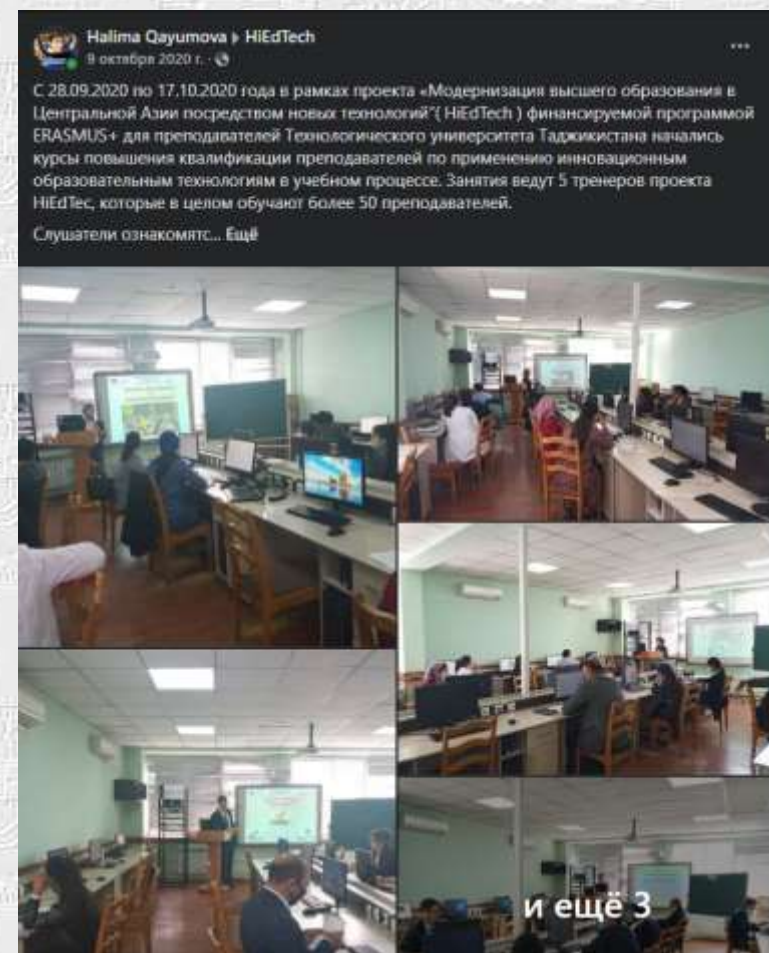 Halima Qayumova ▸ HiEdTech
9 октября 2020 г. ·
С 28.09.2020 по 17.10.2020 года в рамках проекта «Модернизация высшего образования в
Центральной Азии посредством новых технологий"( HiEdTech ) финансируемой программой
ERASMUS+ для преподавателей Технологического университета Таджикистана начались
курсы повышения квалификации преподавателей по применению инновационным
образовательным технологиям в учебном процессе. Занятия ведут 5 тренеров проекта
HiEdTec, которые в целом обучают более 50 преподавателей.
Слушатели ознакомятс... Ещё
и ещё 3